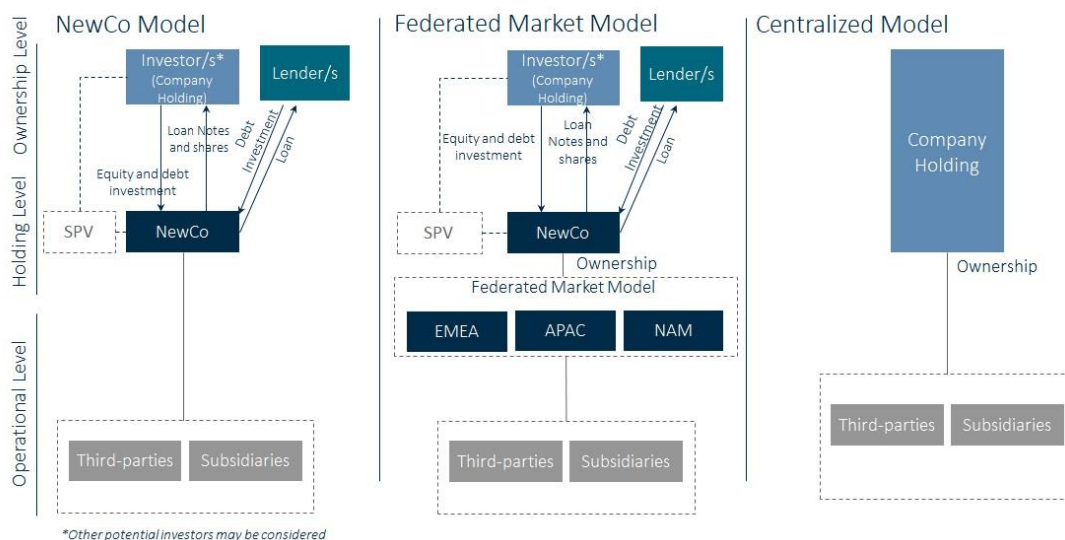 NewCo Model
Federated Market Model
Centralized Model
Ownership Level
Holding Level
Operational Level
Investor/s*
(Company
Holding)
Lender/s
Equity and debt
investment
Loan Notes
and shares
Debt
Investment
Loan
SPV
NewCo
Third-parties
Subsidiaries
Investor/s*
(Company
Holding)
Lender/s
Equity and debt
investment
Loan
Notes and
shares
Debt
Investment
Loan
SPV
NewCo
Ownership
Federated Market Model
EMEA
APAC
NAM
Third-parties
Subsidiaries
Company
Holding
Ownership
Third-parties
Subsidiaries
*Other potential investors may be considered